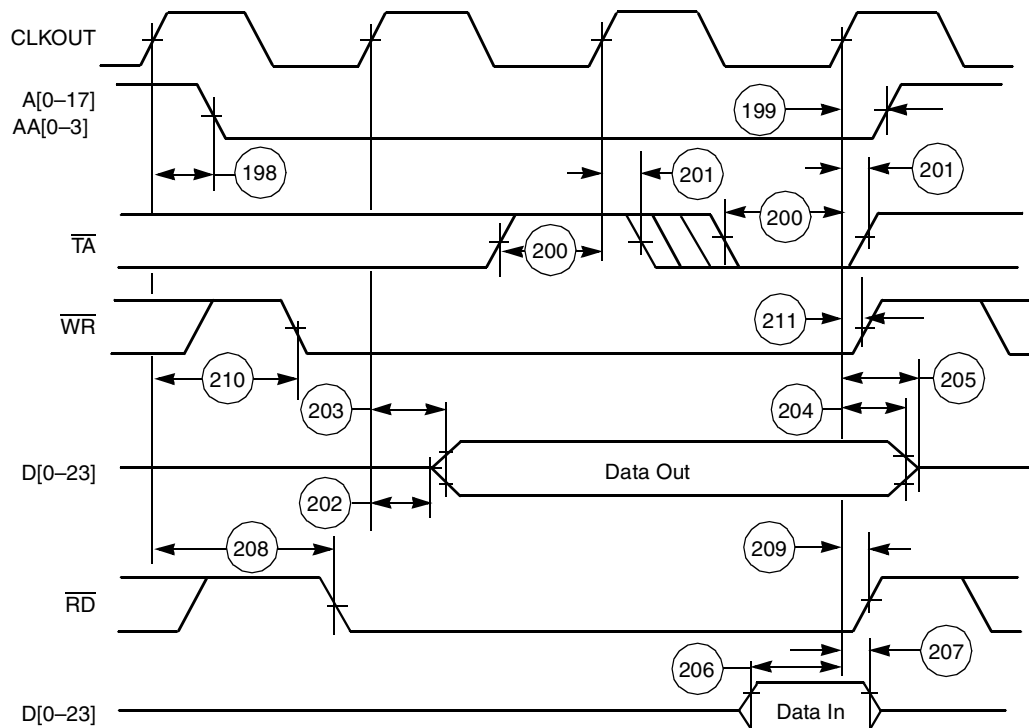 CLKOUT
A[0–17]
199
AA[0–3]
198
201
201
200
TA
200
WR
211
210
205
203
204
D[0–23]
Data Out
202
208
209
RD
206
207
D[0–23]
Data In